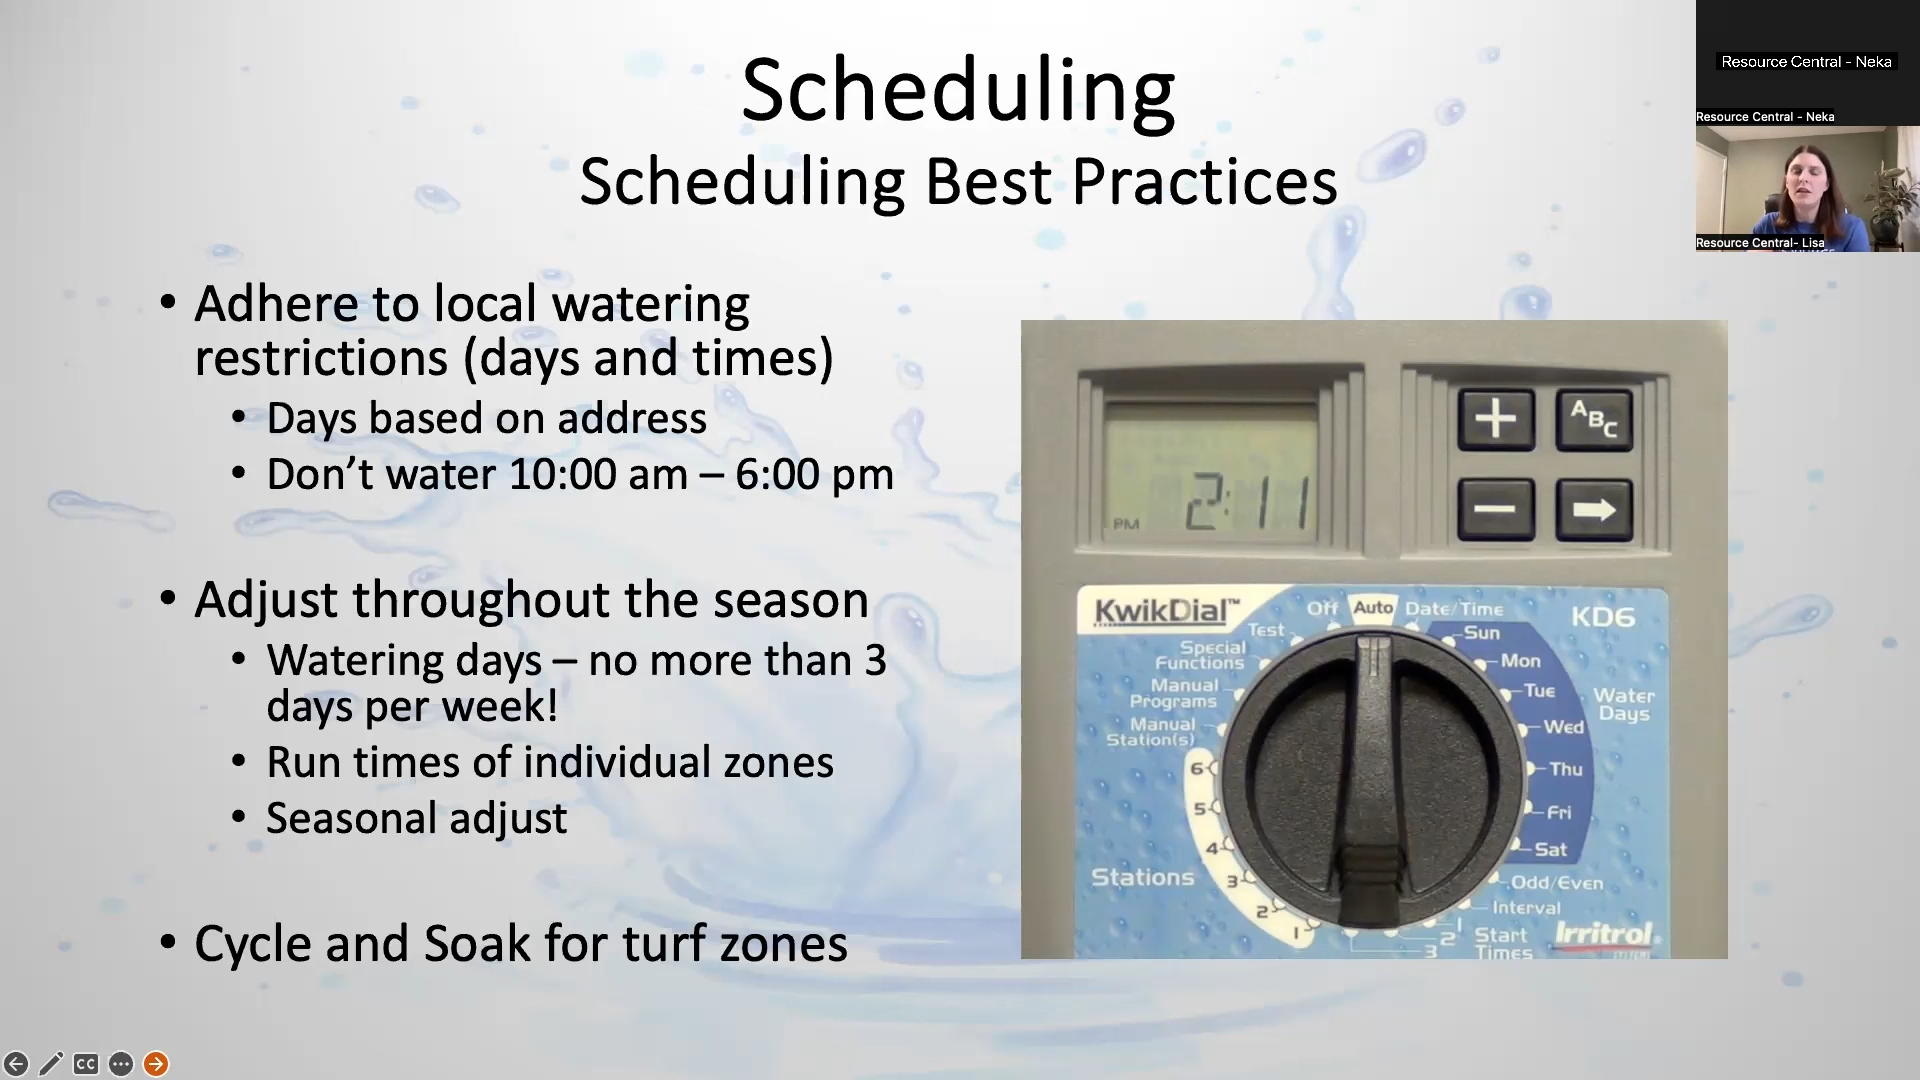 Scheduling
Scheduling Best Practices
• Adhere to local watering
restrictions (days and times)
• Days based on address
• Don’t water 10:00 am – 6:00 pm
• Adjust throughout the season
• Watering days – no more than 3
days per week!
• Run times of individual zones
• Seasonal adjust
• Cycle and Soak for turf zones
Resource Central - Neka
Resource Central - Neka
Resource Central- Lisa
+
ABC
PM 2:11
KwikDial™
KD6
Off
Auto
Date/Time
Sun
Mon
Tue
Wed
Thu
Fri
Sat
Water
Days
Odd/Even
Interval
1
2
3
Start
Times
Irritrol
Test
Special
Functions
Manual
Programs
Manual
Station(s)
6
5
4
3
2
1
Stations
CC